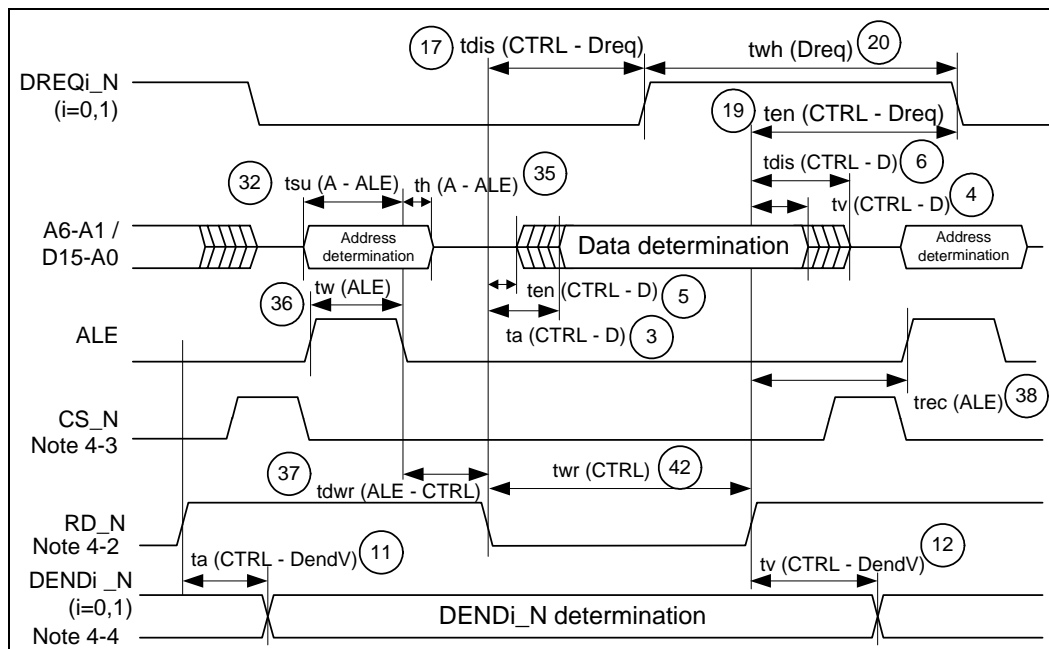 17 tdis (CTRL - Dreq)
twh (Dreq) 20
DREQi_N
(i=0,1)
19 ten (CTRL - Dreq)
tdis (CTRL - D) 6
32 tsu (A - ALE)
th (A - ALE) 35
tv (CTRL - D) 4
A6-A1 /
D15-A0
Address
determination
Data determination
Address
determination
36 tw (ALE)
ten (CTRL - D) 5
ALE
ta (CTRL - D) 3
trec (ALE) 38
CS_N
Note 4-3
37 tdwr (ALE - CTRL)
twr (CTRL) 42
RD_N
Note 4-2
ta (CTRL - DendV) 11
tv (CTRL - DendV) 12
DENDi _N
(i=0,1)
Note 4-4
DENDi_N determination